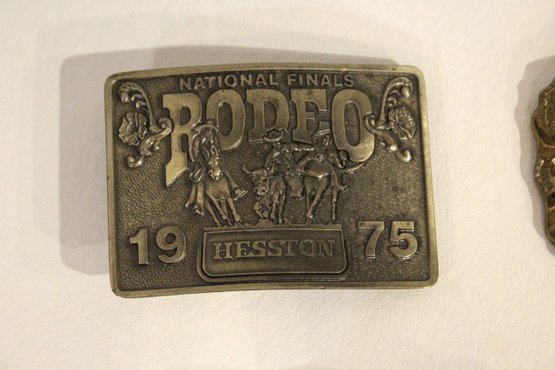 NATIONAL FINALS
RODEO
19 75
HESSTON